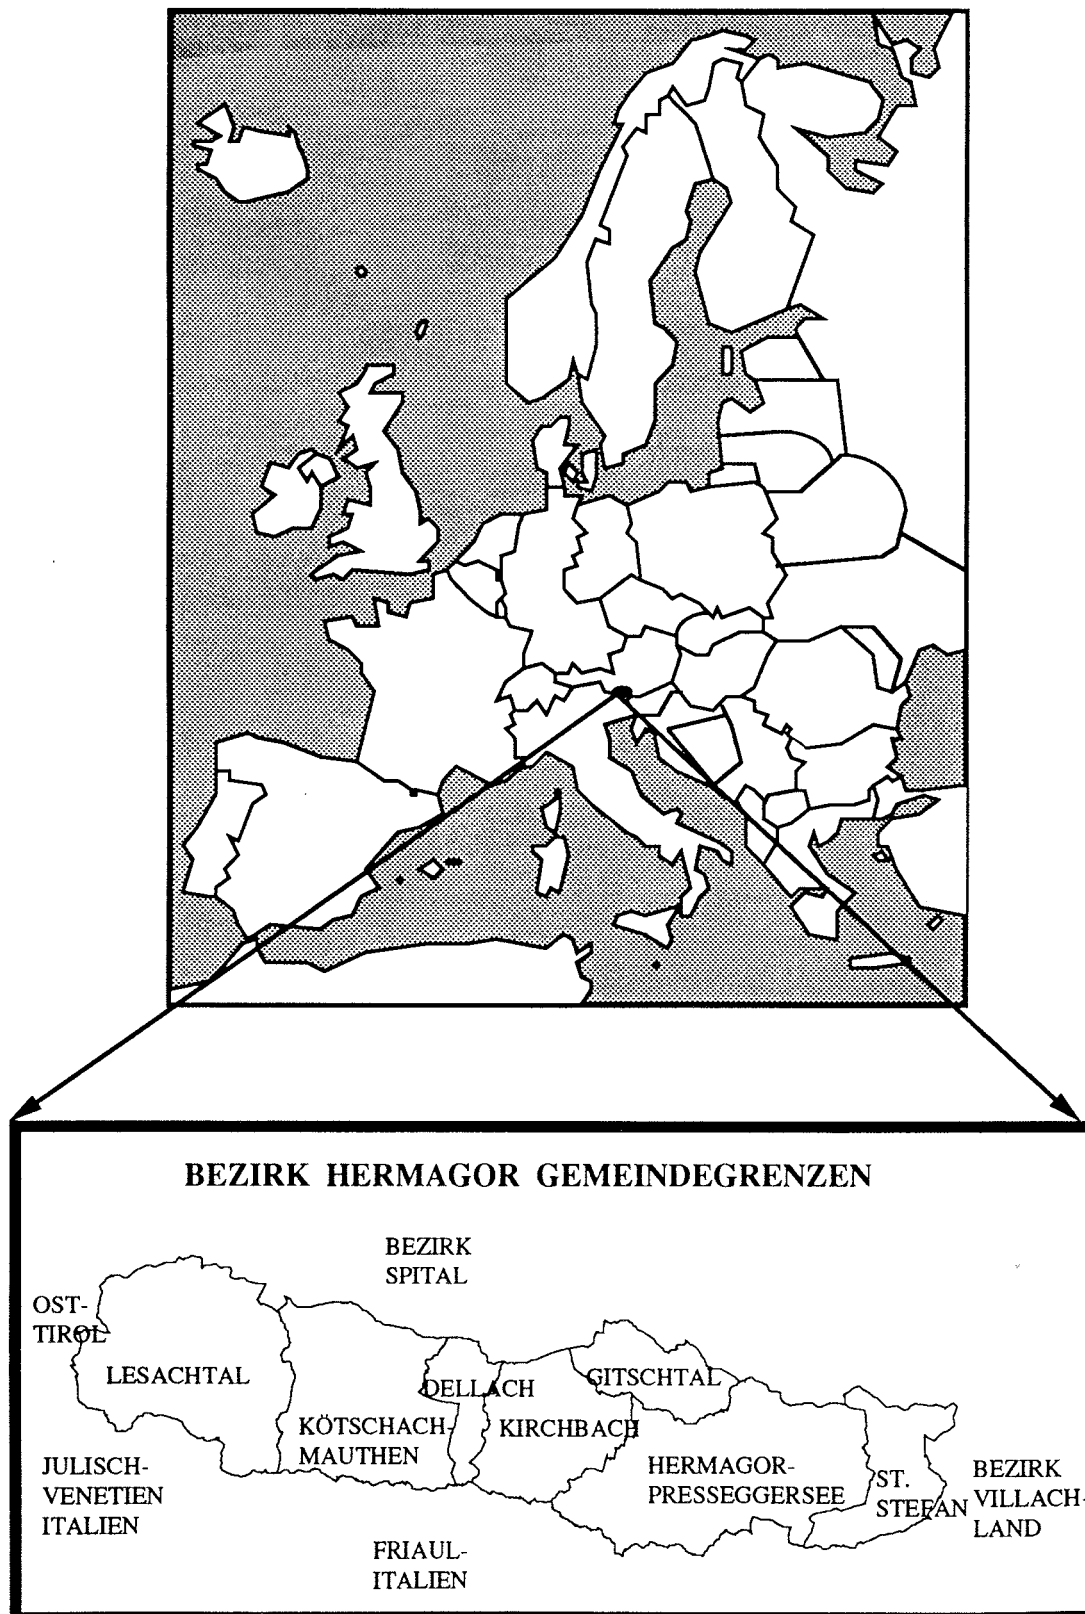 BEZIRK HERMAGOR GEMEINDEGRENZEN
BEZIRK
SPITAL
OST-
TIROL
LESACHTAL
DELLACH
GITSCHTAL
KÖTSCHACH-
MAUTHEN
KIRCHBACH
JULISCH-
VENETIEN
ITALIEN
HERMAGOR-
PRESSEGGERSEE
ST.
STEFAN
BEZIRK
VILLACH-
LAND
FRIAUL-
ITALIEN